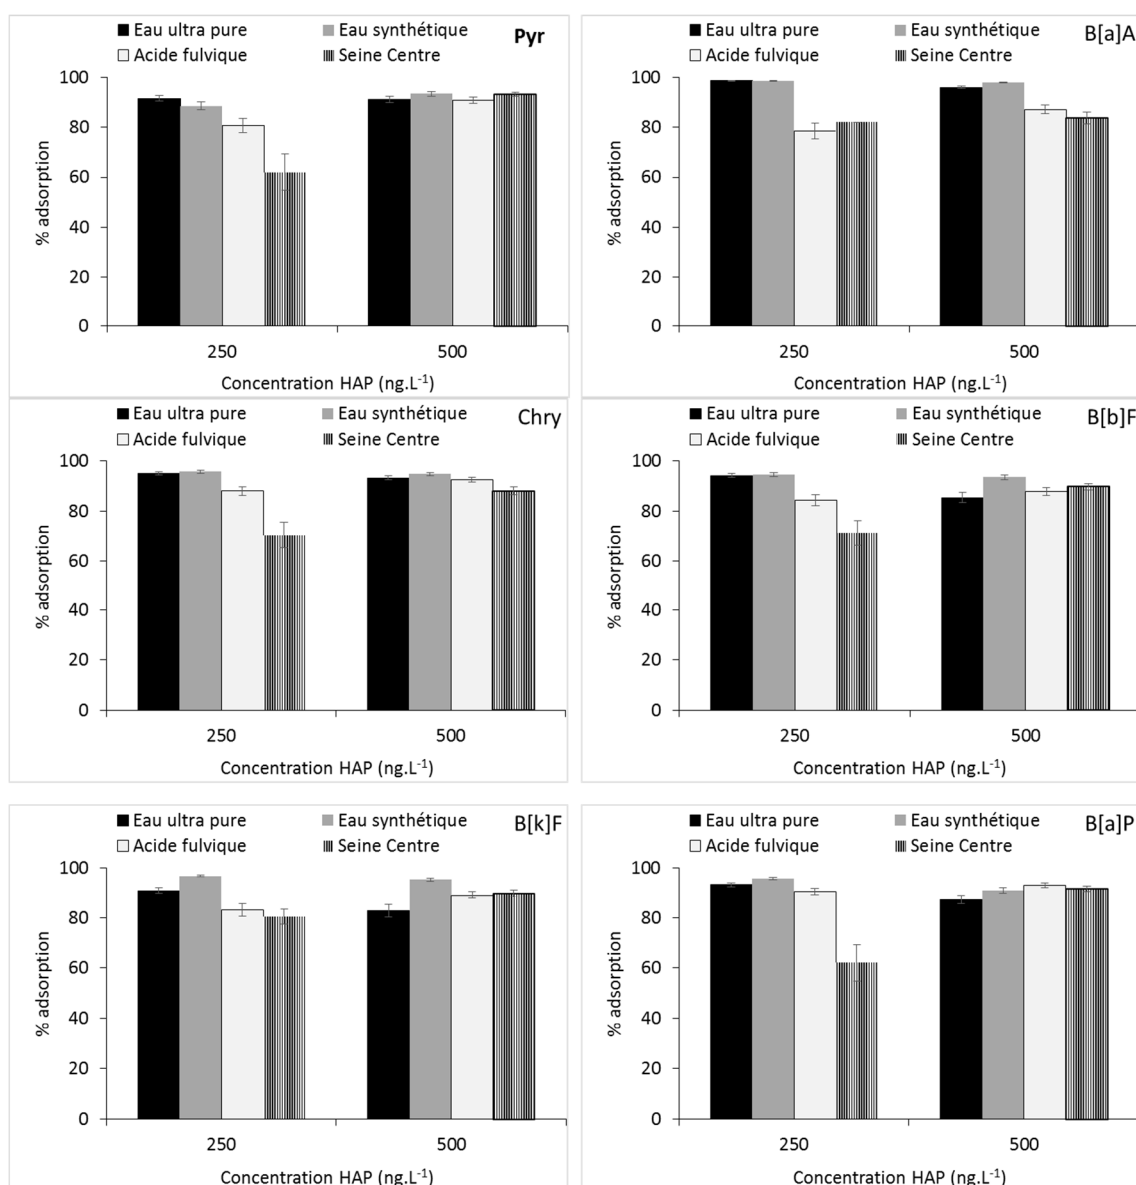 Eau ultra pure Eau synthétique Pyr
Acide fulvique Seine Centre
100
80
60
40
20
0
% adsorption
250 500
Concentration HAP (ng.L-1)
Eau ultra pure Eau synthétique B[a]A
Acide fulvique Seine Centre
100
80
60
40
20
0
% adsorption
250 500
Concentration HAP (ng.L-1)
Eau ultra pure Eau synthétique Chry
Acide fulvique Seine Centre
100
80
60
40
20
0
% adsorption
250 500
Concentration HAP (ng.L-1)
Eau ultra pure Eau synthétique B[b]F
Acide fulvique Seine Centre
100
80
60
40
20
0
% adsorption
250 500
Concentration HAP (ng.L-1)
Eau ultra pure Eau synthétique B[k]F
Acide fulvique Seine Centre
100
80
60
40
20
0
% adsorption
250 500
Concentration HAP (ng.L-1)
Eau ultra pure Eau synthétique B[a]P
Acide fulvique Seine Centre
100
80
60
40
20
0
% adsorption
250 500
Concentration HAP (ng.L-1)